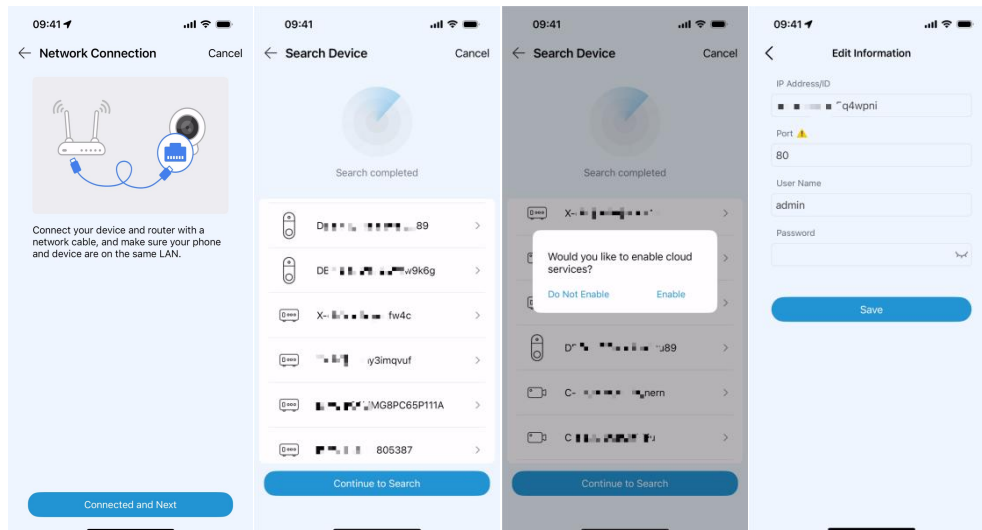 09:41
Network Connection
Cancel
Connect your device and router with a
network cable, and make sure your phone
and device are on the same LAN.
Connected and Next
09:41
Search Device
Cancel
Search completed
89
w9k6g
fw4c
y3imqvuf
MG8PC65P111A
805387
Continue to Search
09:41
Search Device
Cancel
Search completed
Would you like to enable cloud
services?
Do Not Enable
Enable
89
nern
Continue to Search
09:41
Edit Information
IP Address/ID
q4wpni
Port
80
User Name
admin
Password
Save